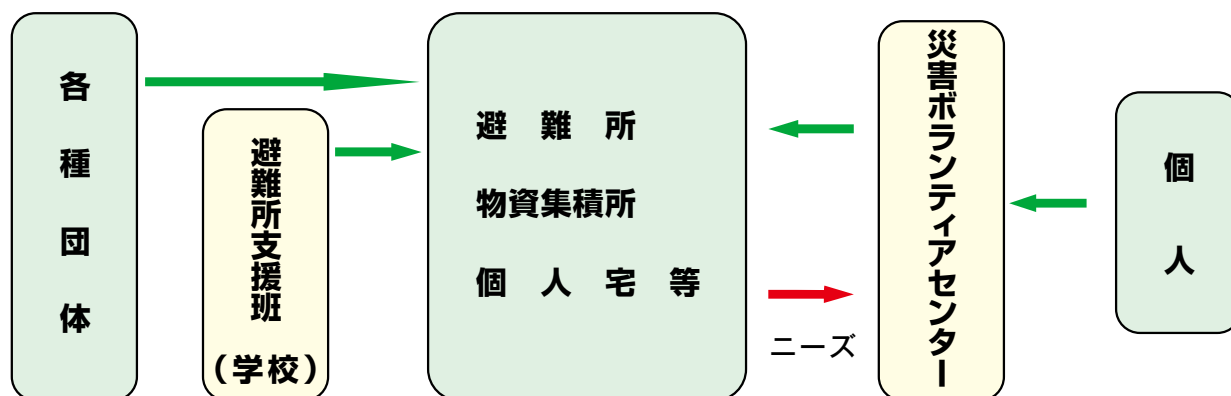 各種団体
避難所支援班
（学校）
避難所
物資集積所
個人宅等
ニーズ
災害ボランティアセンター
個人